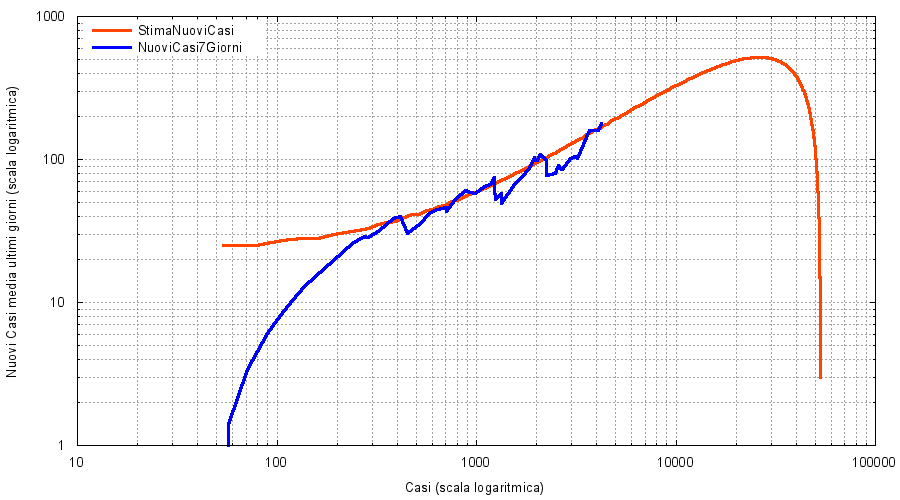 1000
StimaNuoviCasi
NuoviCasi7Giorni
100
10
1
Nuovi Casi media ultimi giorni (scala logaritmica)
10 100 1000 10000 100000
Casi (scala logaritmica)